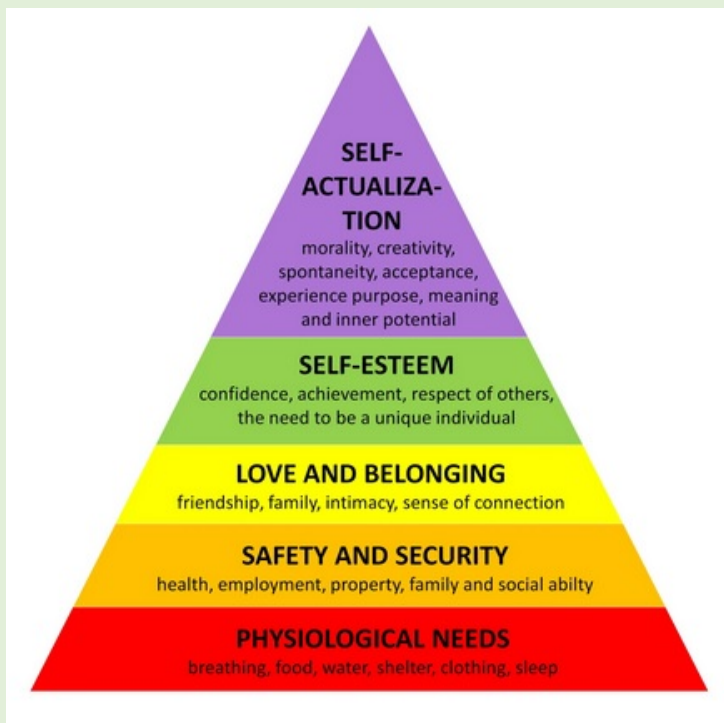 SELF-
ACTUALIZA-
TION
morality, creativity,
spontaneity, acceptance,
experience purpose, meaning
and inner potential
SELF-ESTEEM
confidence, achievement, respect of others,
the need to be a unique individual
LOVE AND BELONGING
friendship, family, intimacy, sense of connection
SAFETY AND SECURITY
health, employment, property, family and social abilty
PHYSIOLOGICAL NEEDS
breathing, food, water, shelter, clothing, sleep